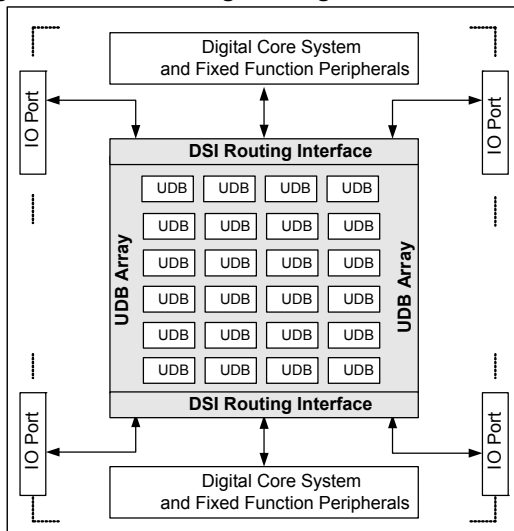 Digital Core System
and Fixed Function Peripherals
IO Port
IO Port
DSI Routing Interface
UDB UDB UDB UDB
UDB UDB UDB UDB
UDB UDB UDB UDB
UDB UDB UDB UDB
UDB UDB UDB UDB
UDB UDB UDB UDB
UDB Array
UDB Array
DSI Routing Interface
IO Port
IO Port
Digital Core System
and Fixed Function Peripherals